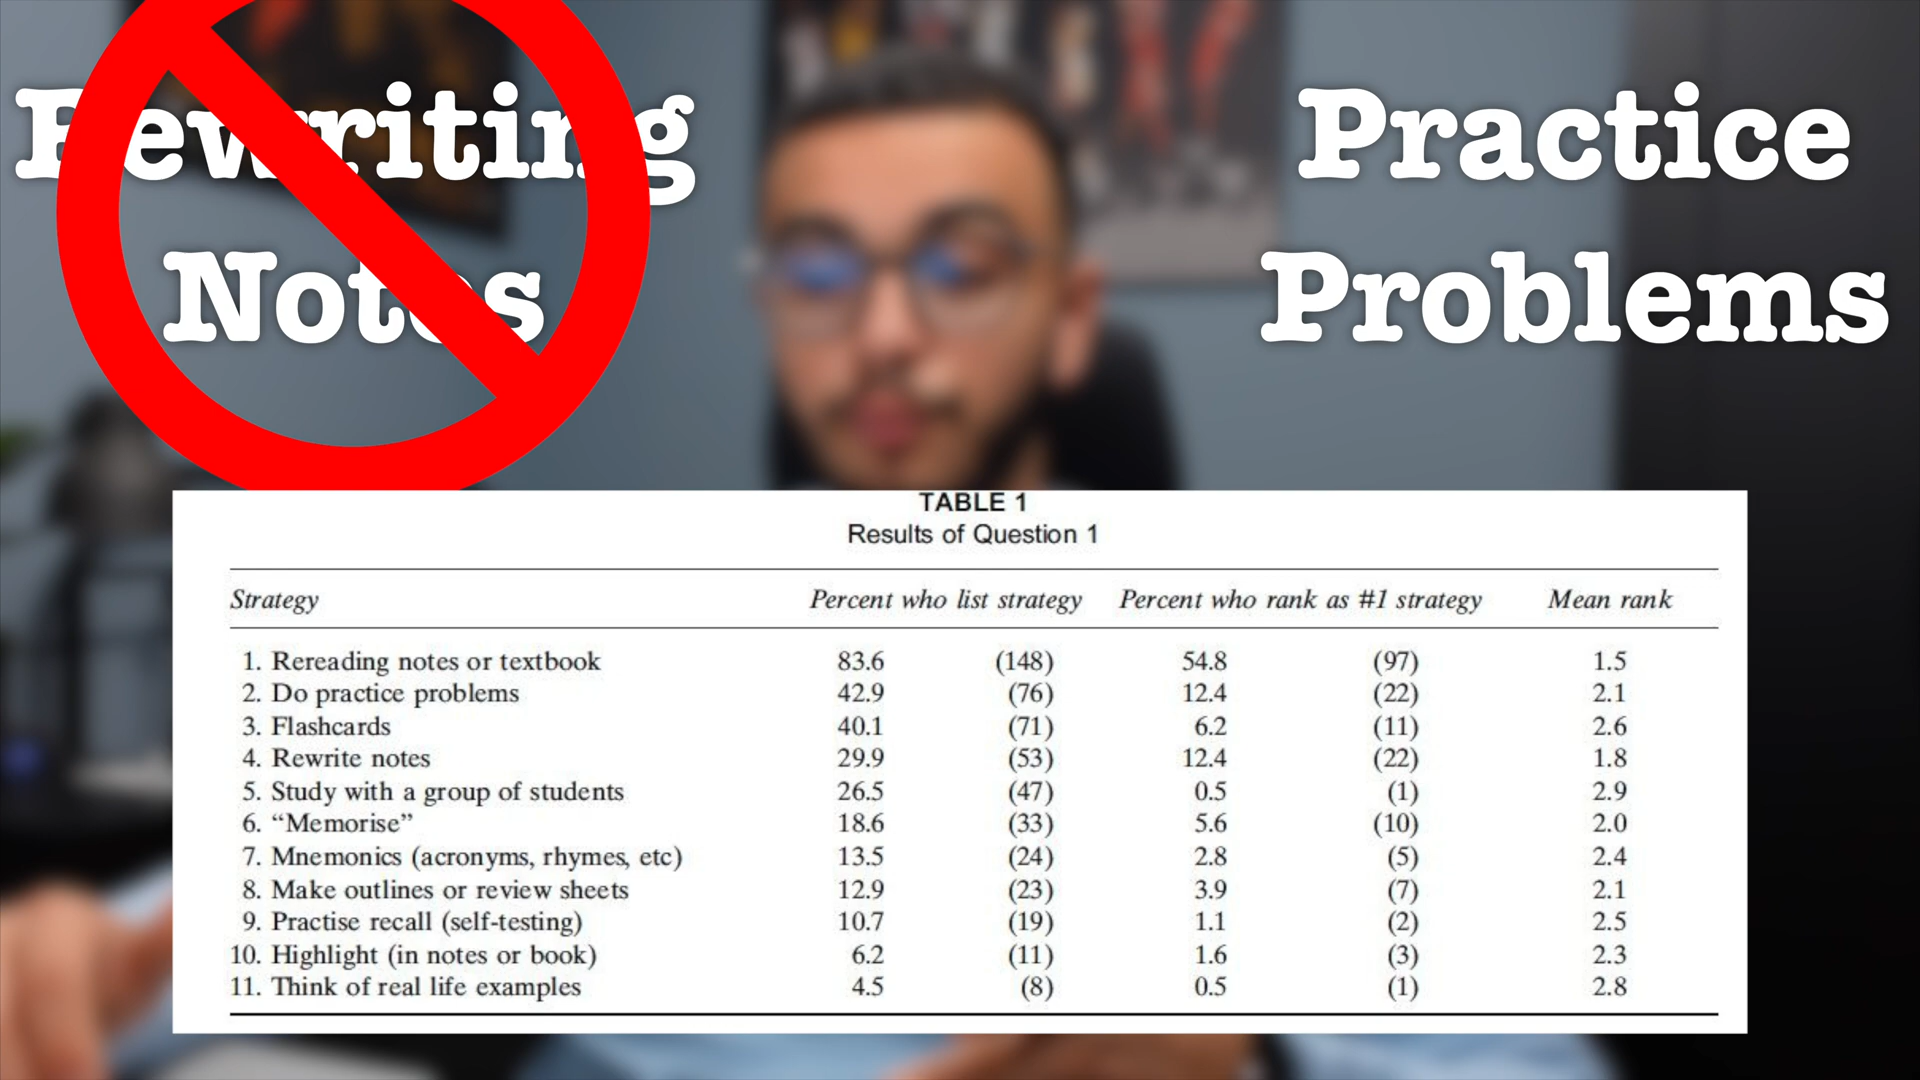 Rewriting
Notes
Practice
Problems
TABLE 1
Results of Question 1
Strategy Percent who list strategy Percent who rank as #1 strategy Mean rank
1. Rereading notes or textbook 83.6 (148) 54.8 (97) 1.5
2. Do practice problems 42.9 (76) 12.4 (22) 2.1
3. Flashcards 40.1 (71) 6.2 (11) 2.6
4. Rewrite notes 29.9 (53) 12.4 (22) 1.8
5. Study with a group of students 26.5 (47) 0.5 (1) 2.9
6. “Memorise” 18.6 (33) 5.6 (10) 2.0
7. Mnemonics (acronyms, rhymes, etc) 13.5 (24) 2.8 (5) 2.4
8. Make outlines or review sheets 12.9 (23) 3.9 (7) 2.1
9. Practise recall (self-testing) 10.7 (19) 1.1 (2) 2.5
10. Highlight (in notes or book) 6.2 (11) 1.6 (3) 2.3
11. Think of real life examples 4.5 (8) 0.5 (1) 2.8